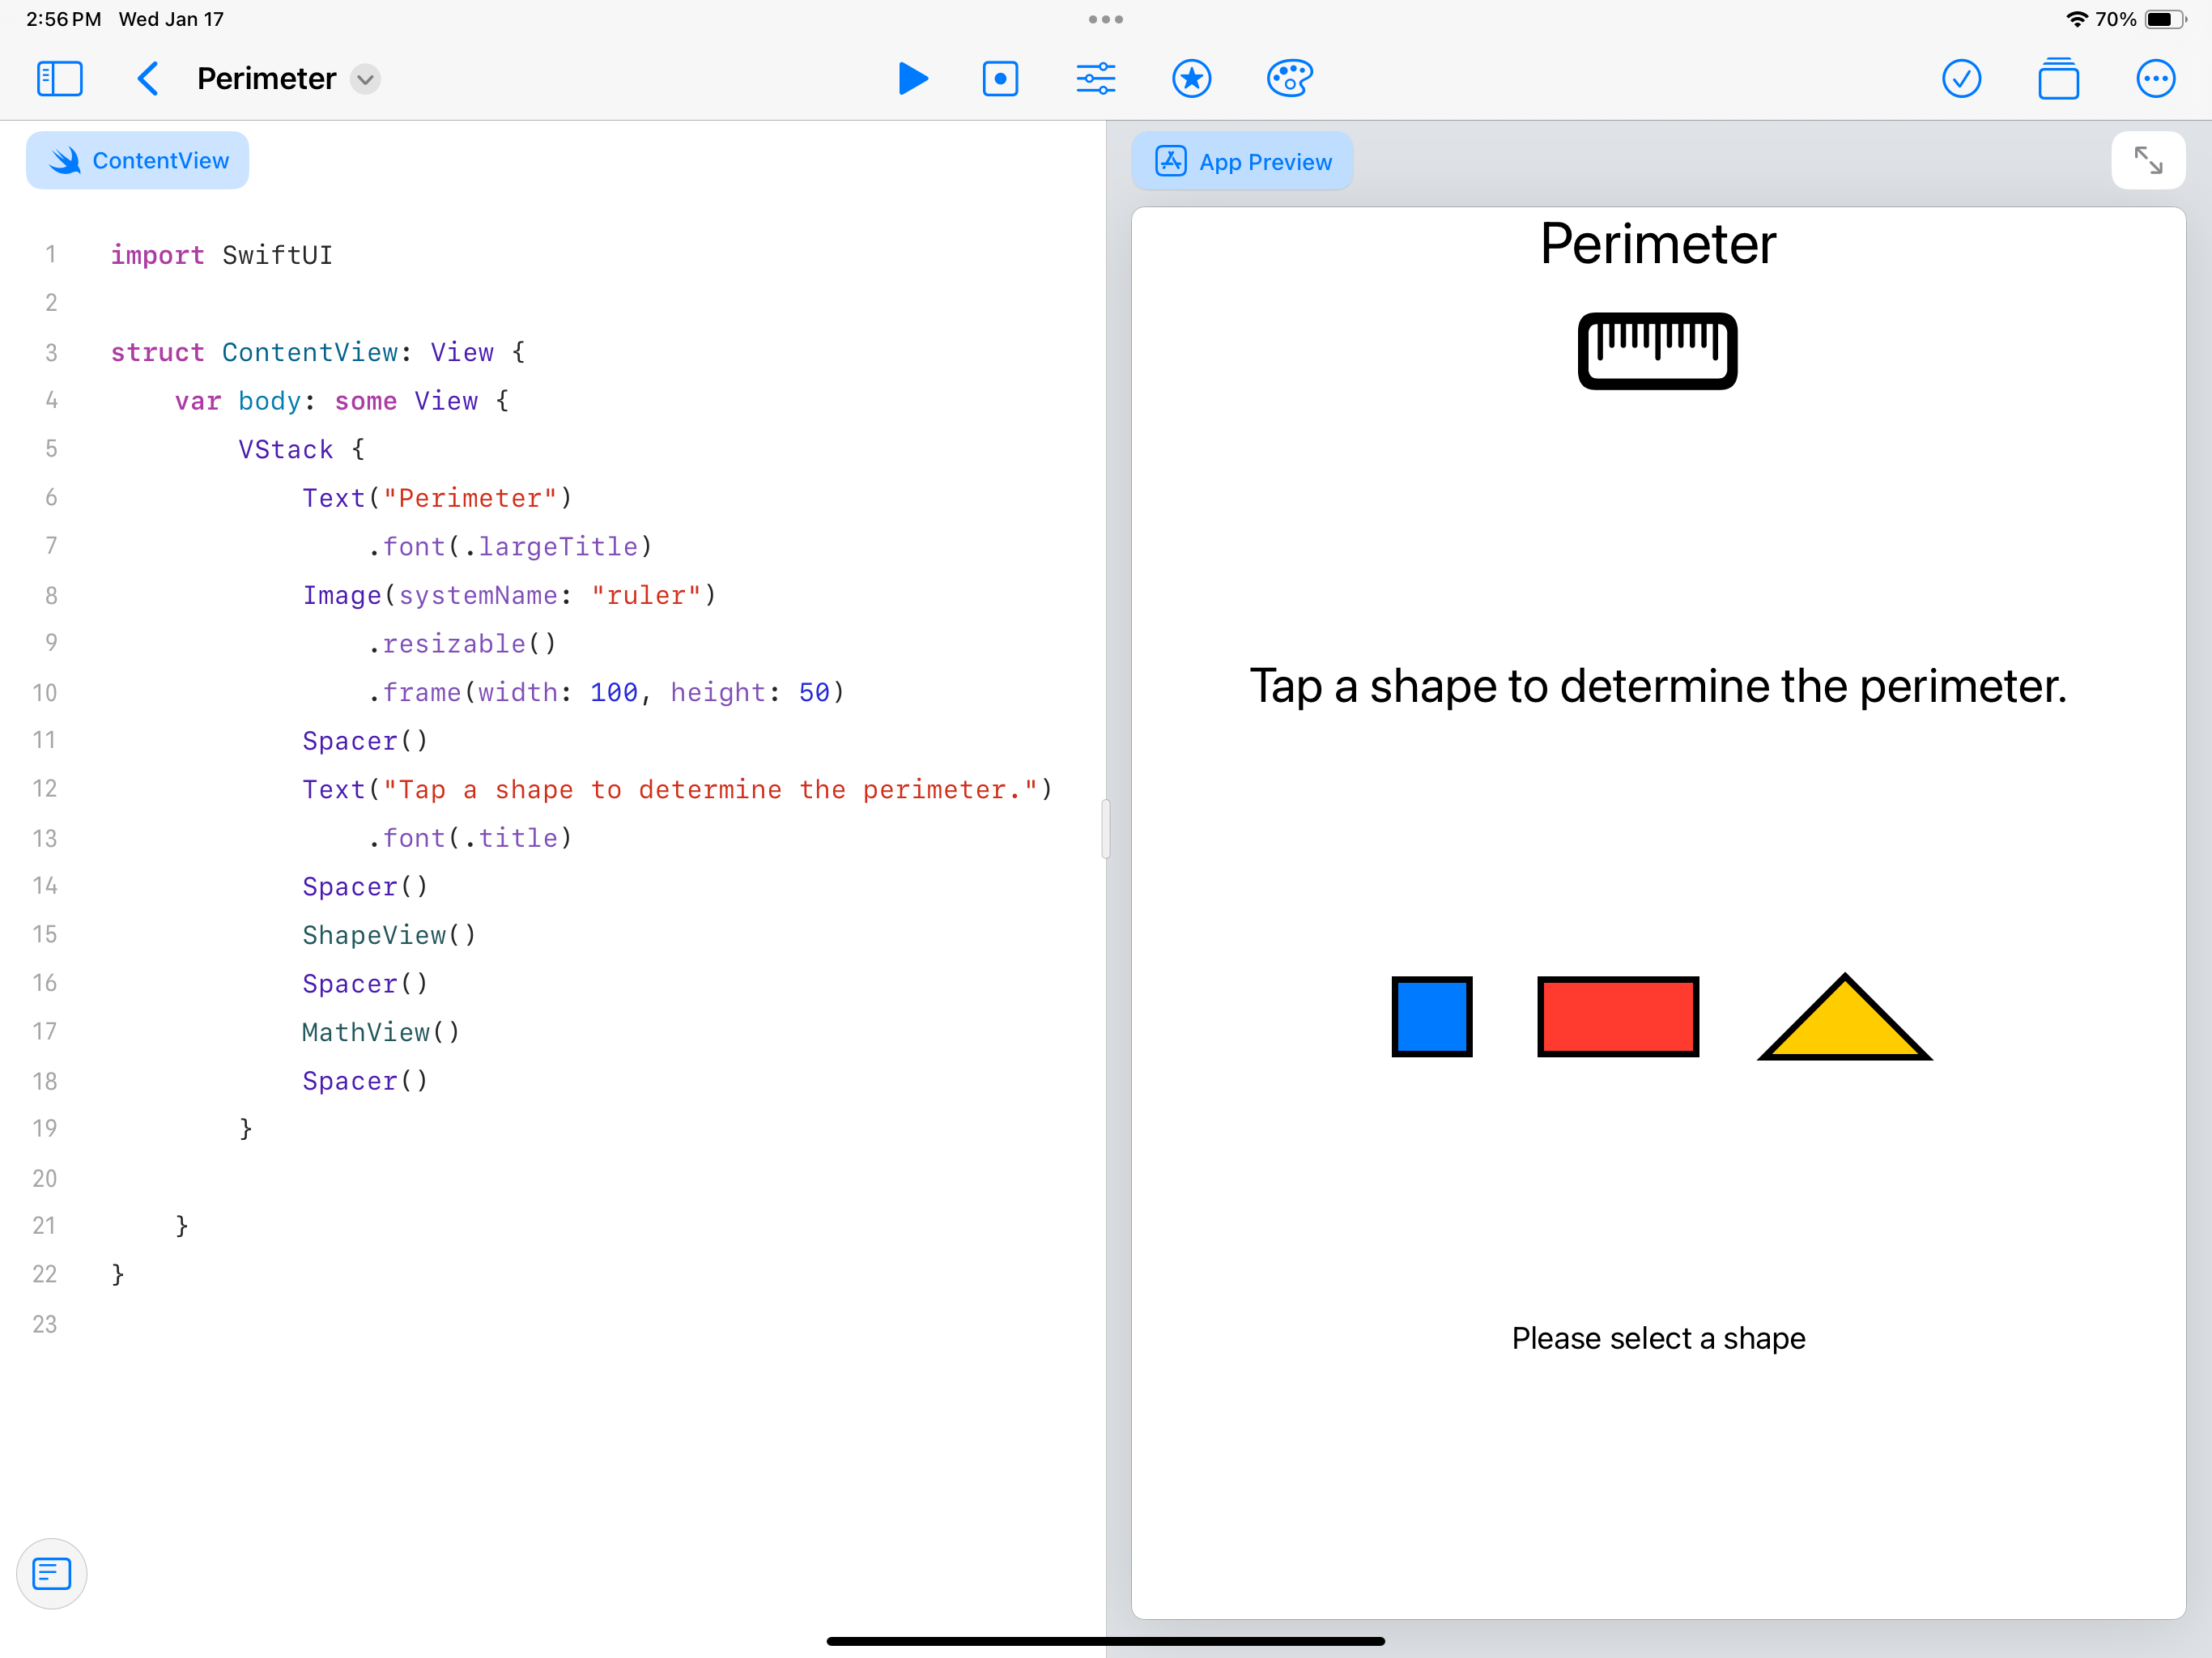 2:56 PM Wed Jan 17
70%
Perimeter
ContentView
1 import SwiftUI
2
3 struct ContentView: View {
4     var body: some View {
5         VStack {
6             Text("Perimeter")
7                 .font(.largeTitle)
8             Image(systemName: "ruler")
9                 .resizable()
10                 .frame(width: 100, height: 50)
11             Spacer()
12             Text("Tap a shape to determine the perimeter.")
13                 .font(.title)
14             Spacer()
15             ShapeView()
16             Spacer()
17             MathView()
18             Spacer()
19         }
20
21     }
22 }
23
App Preview
Perimeter
Tap a shape to determine the perimeter.
Please select a shape